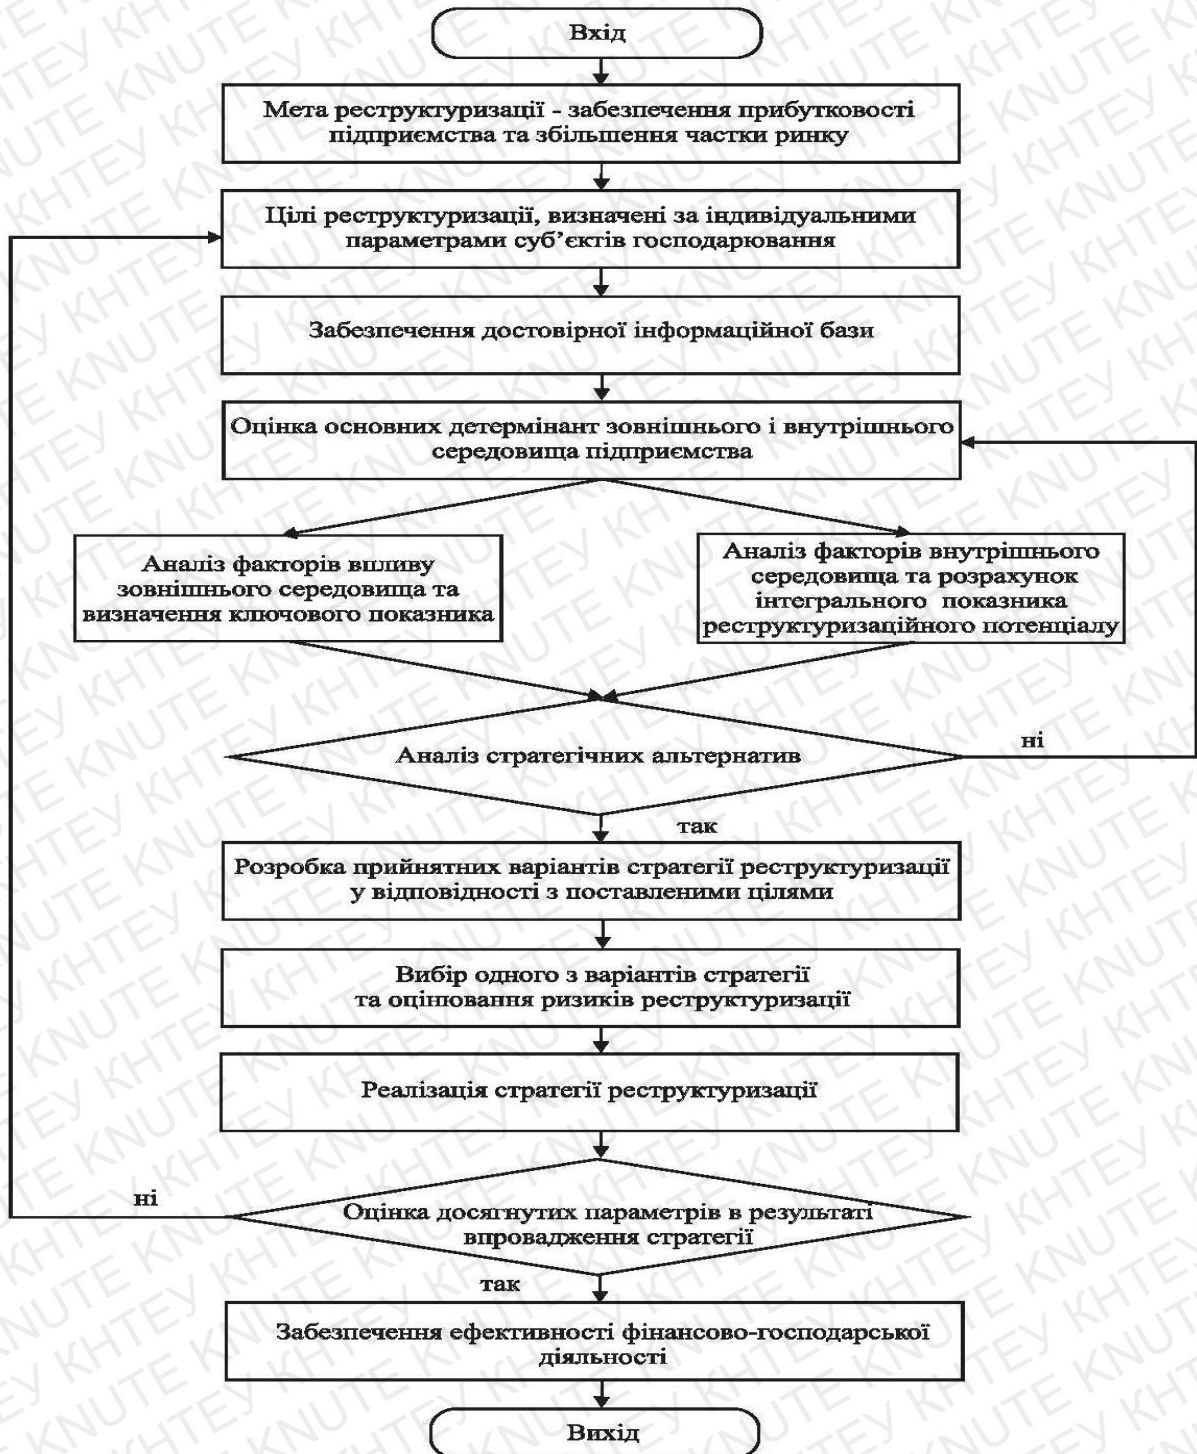 Вхід
Мета реструктуризації - забезпечення прибутковості
підприємства та збільшення частки ринку
Цілі реструктуризації, визначені за індивідуальними
параметрами суб’єктів господарювання
Забезпечення достовірної інформаційної бази
Оцінка основних детермінант зовнішнього і внутрішнього
середовища підприємства
Аналіз факторів впливу
зовнішнього середовища та
визначення ключового показника
Аналіз факторів внутрішнього
середовища та розрахунок
інтегрального показника
реструктуризаційного потенціалу
Аналіз стратегічних альтернатив
ні
так
Розробка прийнятних варіантів стратегії реструктуризації
у відповідності з поставленими цілями
Вибір одного з варіантів стратегії
та оцінювання ризиків реструктуризації
Реалізація стратегії реструктуризації
ні
Оцінка досягнутих параметрів в результаті
впровадження стратегії
так
Забезпечення ефективності фінансово-господарської
діяльності
Вихід